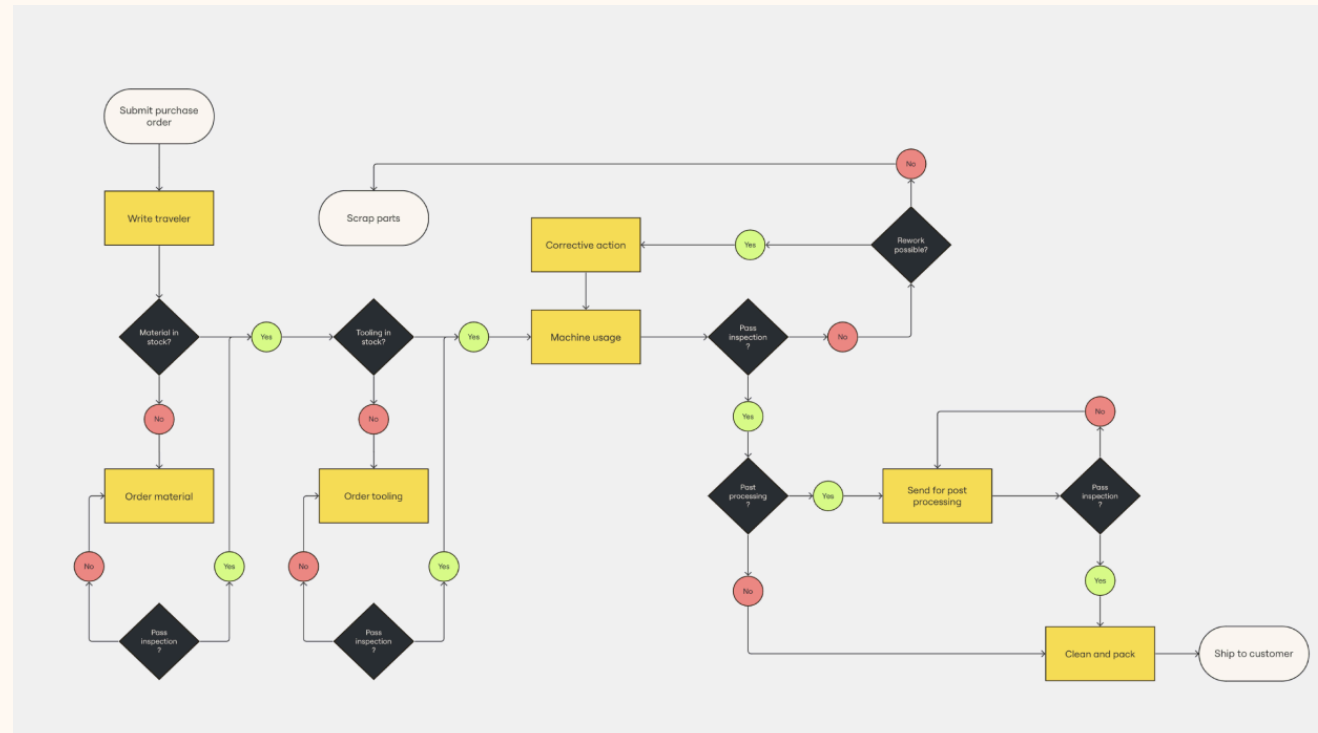 Submit purchase
order
Write traveler
Scrap parts
No
Corrective action
Yes
Rework
possible?
Material in
stock?
Yes
Tooling in
stock?
Yes
Machine usage
Pass
inspection
?
No
No
No
Yes
No
Order material
Order tooling
Post
processing
?
Yes
Send for post
processing
Pass
inspection
?
No
Yes
No
Yes
No
Yes
Pass
inspection
?
Pass
inspection
?
Clean and pack
Ship to customer